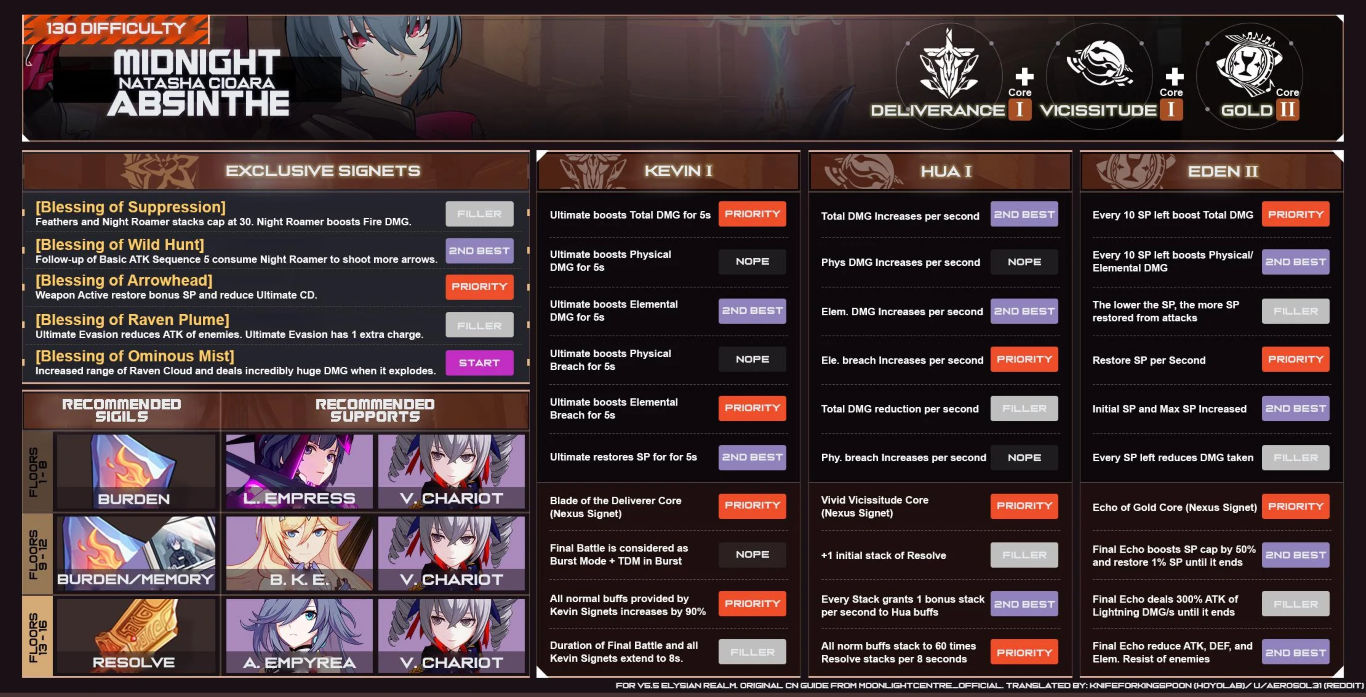 130 DIFFICULTY
MIDNIGHT
NATASHA CIOARA
ABSINTHE
DELIVERANCE Core I + VICISSITUDE Core I + GOLD Core II
EXCLUSIVE SIGNETS
[Blessing of Suppression]
Feathers and Night Roamer stacks cap at 30. Night Roamer boosts Fire DMG.
FILLER
[Blessing of Wild Hunt]
Follow-up of Basic ATK Sequence 5 consume Night Roamer to shoot more arrows.
2ND BEST
[Blessing of Arrowhead]
Weapon Active restore bonus SP and reduce Ultimate CD.
PRIORITY
[Blessing of Raven Plume]
Ultimate Evasion reduces ATK of enemies. Ultimate Evasion has 1 extra charge.
FILLER
[Blessing of Ominous Mist]
Increased range of Raven Cloud and deals incredibly huge DMG when it explodes.
START
RECOMMENDED
SIGILS
RECOMMENDED
SUPPORTS
FLOORS
1 - 8
BURDEN
L. EMPRESS
V. CHARIOT
FLOORS
9 - 12
BURDEN/MEMORY
B. K. E.
V. CHARIOT
FLOORS
13 - 16
RESOLVE
A. EMPYREA
V. CHARIOT
KEVIN I
Ultimate boosts Total DMG for 5s PRIORITY
Ultimate boosts Physical
DMG for 5s
NOPE
Ultimate boosts Elemental
DMG for 5s
2ND BEST
Ultimate boosts Physical
Breach for 5s
NOPE
Ultimate boosts Elemental
Breach for 5s
PRIORITY
Ultimate restores SP for for 5s 2ND BEST
Blade of the Deliverer Core
(Nexus Signet)
PRIORITY
Final Battle is considered as
Burst Mode + TDM in Burst
NOPE
All normal buffs provided by
Kevin Signets increases by 90%
PRIORITY
Duration of Final Battle and all
Kevin Signets extend to 8s.
FILLER
HUA I
Total DMG Increases per second 2ND BEST
Phys DMG Increases per second NOPE
Elem. DMG Increases per second 2ND BEST
Ele. breach Increases per second PRIORITY
Total DMG reduction per second FILLER
Phy. breach Increases per second NOPE
Vivid Vicissitude Core
(Nexus Signet)
PRIORITY
+1 initial stack of Resolve FILLER
Every Stack grants 1 bonus stack
per second to Hua buffs
2ND BEST
All norm buffs stack to 60 times
Resolve stacks per 8 seconds
PRIORITY
EDEN II
Every 10 SP left boost Total DMG PRIORITY
Every 10 SP left boosts Physical/
Elemental DMG
2ND BEST
The lower the SP, the more SP
restored from attacks
FILLER
Restore SP per Second PRIORITY
Initial SP and Max SP Increased 2ND BEST
Every SP left reduces DMG taken FILLER
Echo of Gold Core (Nexus Signet) PRIORITY
Final Echo boosts SP cap by 50%
and restore 1% SP until it ends
2ND BEST
Final Echo deals 300% ATK of
Lightning DMG/s until it ends
FILLER
Final Echo reduce ATK, DEF, and
Elem. Resist of enemies
2ND BEST
FOR V5.5 ELYSIAN REALM. ORIGINAL CN GUIDE FROM MOONLIGHTCENTRE_OFFICIAL. TRANSLATED BY: KNIFEFORKINGSPOON (HOYOLAB)/ U/AEROSOL31 (REDDIT)